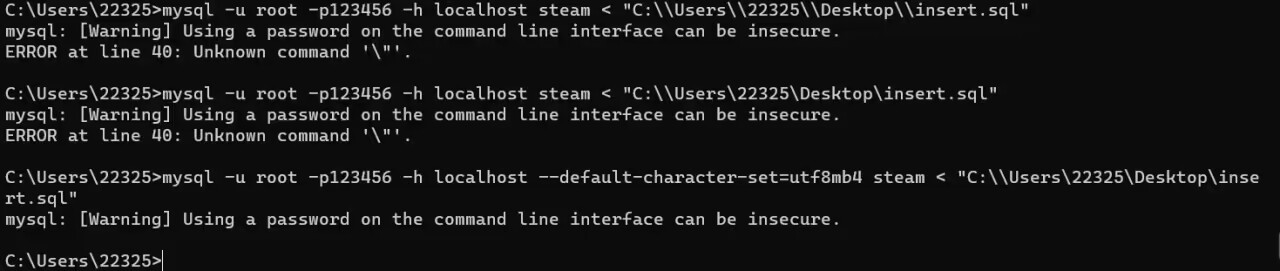 C:\Users\22325>mysql -u root -p123456 -h localhost steam < "C:\\Users\\22325\\Desktop\\insert.sql"
mysql: [Warning] Using a password on the command line interface can be insecure.
ERROR at line 40: Unknown command '\"'.
C:\Users\22325>mysql -u root -p123456 -h localhost steam < "C:\\Users\22325\Desktop\insert.sql"
mysql: [Warning] Using a password on the command line interface can be insecure.
ERROR at line 40: Unknown command '\"'.
C:\Users\22325>mysql -u root -p123456 -h localhost --default-character-set=utf8mb4 steam < "C:\\Users\22325\Desktop\inse
rt.sql"
mysql: [Warning] Using a password on the command line interface can be insecure.
C:\Users\22325>